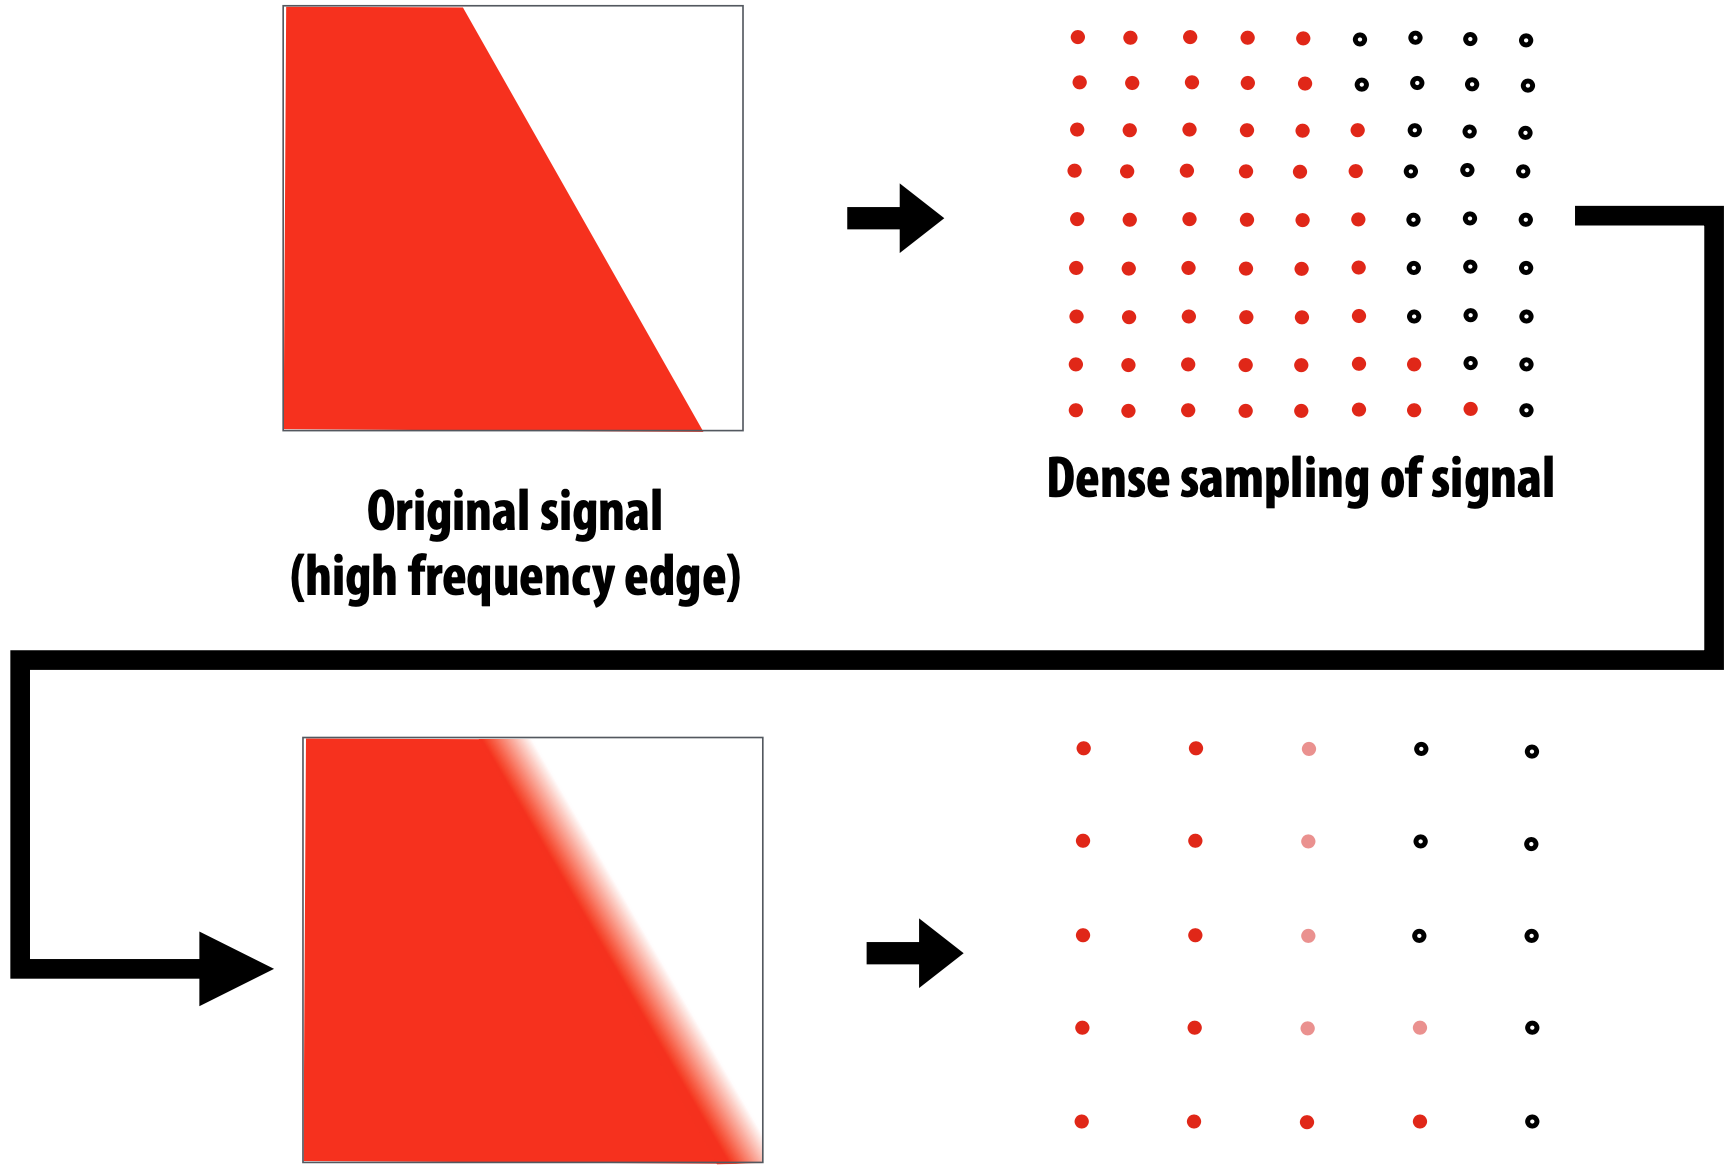 Dense sampling of signal
Original signal
(high frequency edge)